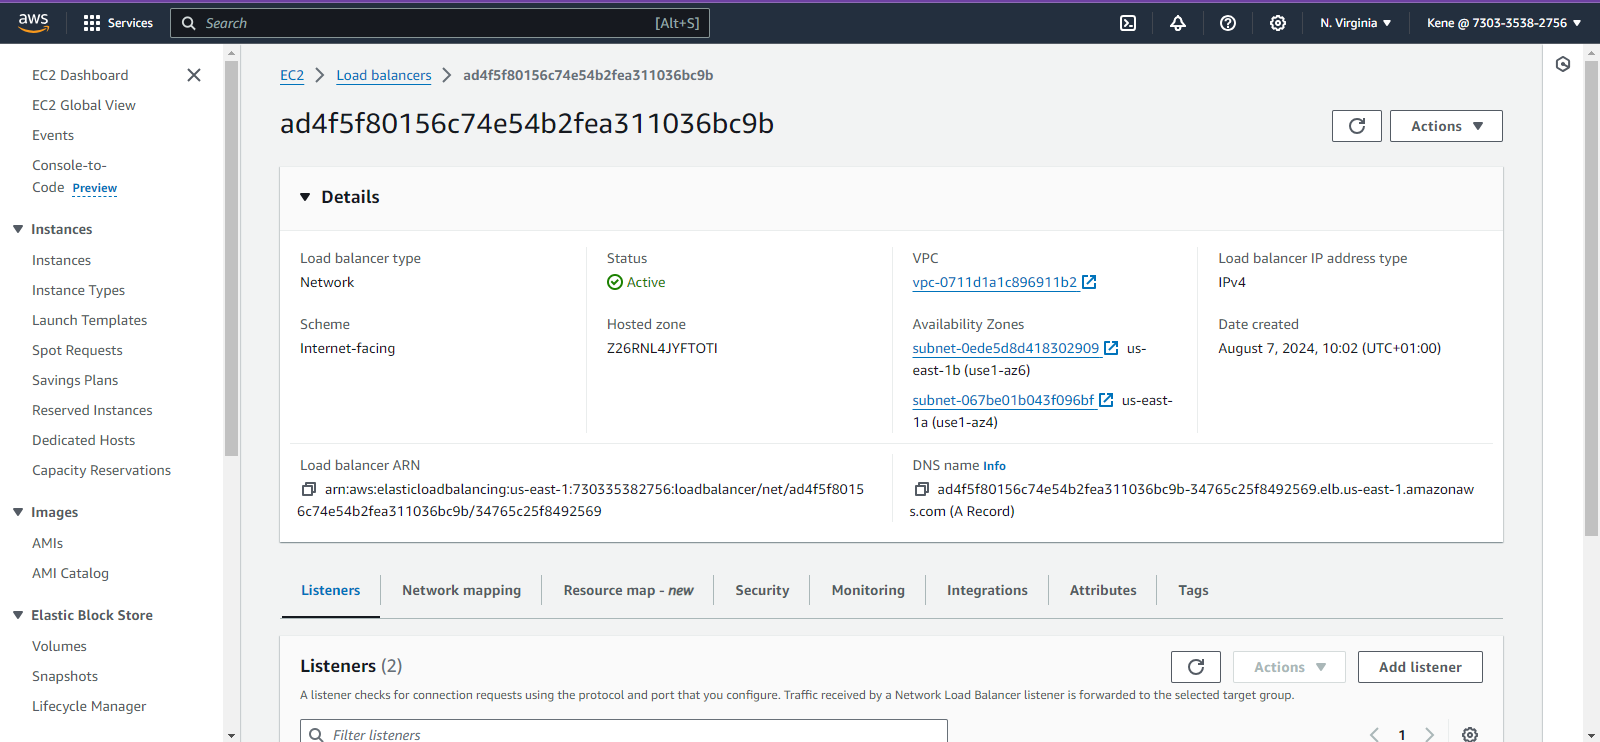 aws
Services
Search [Alt+S]
N. Virginia
Kene @ 7303-3538-2756
EC2 Dashboard
EC2 Global View
Events
Console-to-
Code Preview
Instances
Instances
Instance Types
Launch Templates
Spot Requests
Savings Plans
Reserved Instances
Dedicated Hosts
Capacity Reservations
Images
AMIs
AMI Catalog
Elastic Block Store
Volumes
Snapshots
Lifecycle Manager
EC2
Load balancers
ad4f5f80156c74e54b2fea311036bc9b
ad4f5f80156c74e54b2fea311036bc9b
Actions
Details
Load balancer type
Network
Status
Active
VPC
vpc-0711d1a1c896911b2
Load balancer IP address type
IPv4
Scheme
Internet-facing
Hosted zone
Z26RNL4JYFTOTI
Availability Zones
subnet-0ede5d8d418302909 us-
east-1b (use1-az6)
subnet-067be01b043f096bf us-east-
1a (use1-az4)
Date created
August 7, 2024, 10:02 (UTC+01:00)
Load balancer ARN
arn:aws:elasticloadbalancing:us-east-1:730335382756:loadbalancer/net/ad4f5f8015
6c74e54b2fea311036bc9b/34765c25f8492569
DNS name Info
ad4f5f80156c74e54b2fea311036bc9b-34765c25f8492569.elb.us-east-1.amazonaw
s.com (A Record)
Listeners
Network mapping
Resource map - new
Security
Monitoring
Integrations
Attributes
Tags
Listeners (2)
Actions
Add listener
A listener checks for connection requests using the protocol and port that you configure. Traffic received by a Network Load Balancer listener is forwarded to the selected target group.
Filter listeners
1